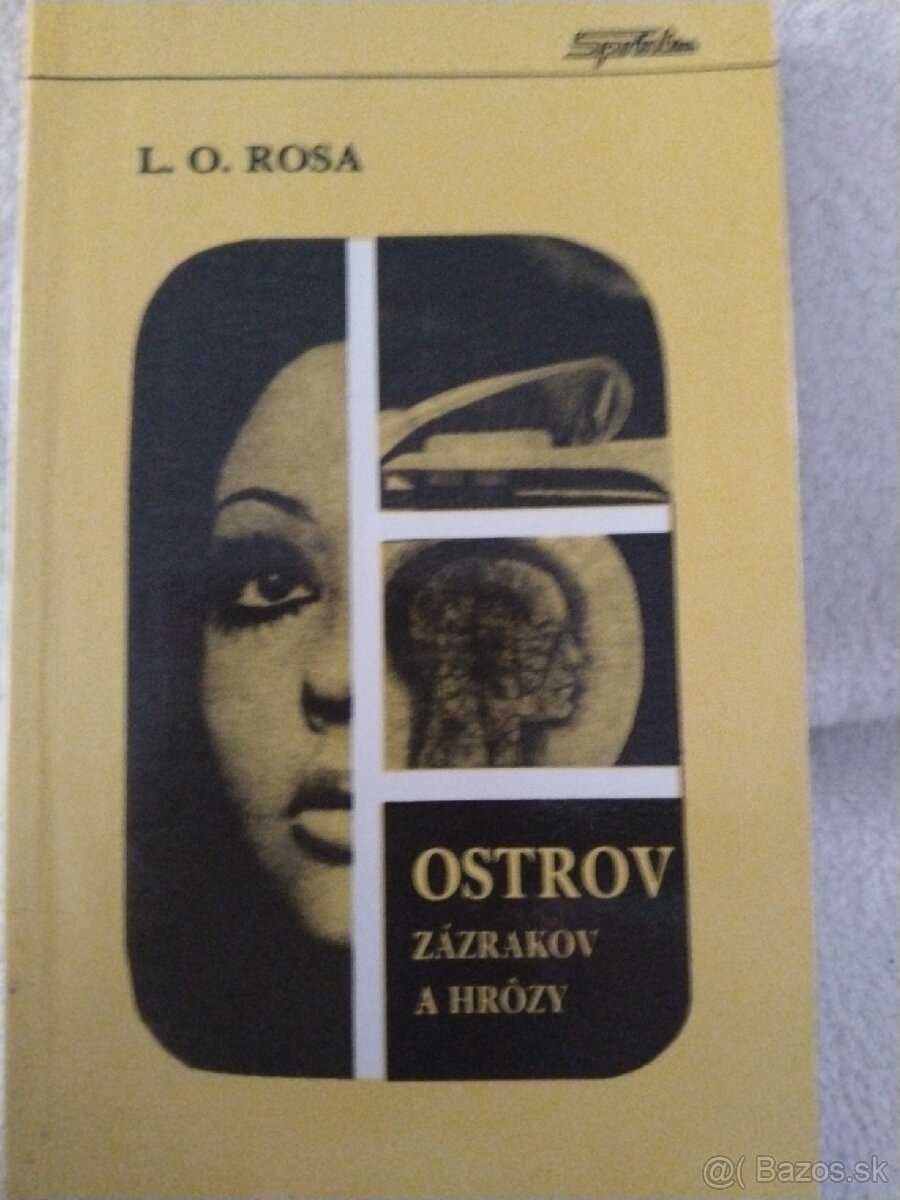 L. O. ROSA
OSTROV
ZÁZRAKOV
A HRÔZY
@( Bazos.sk